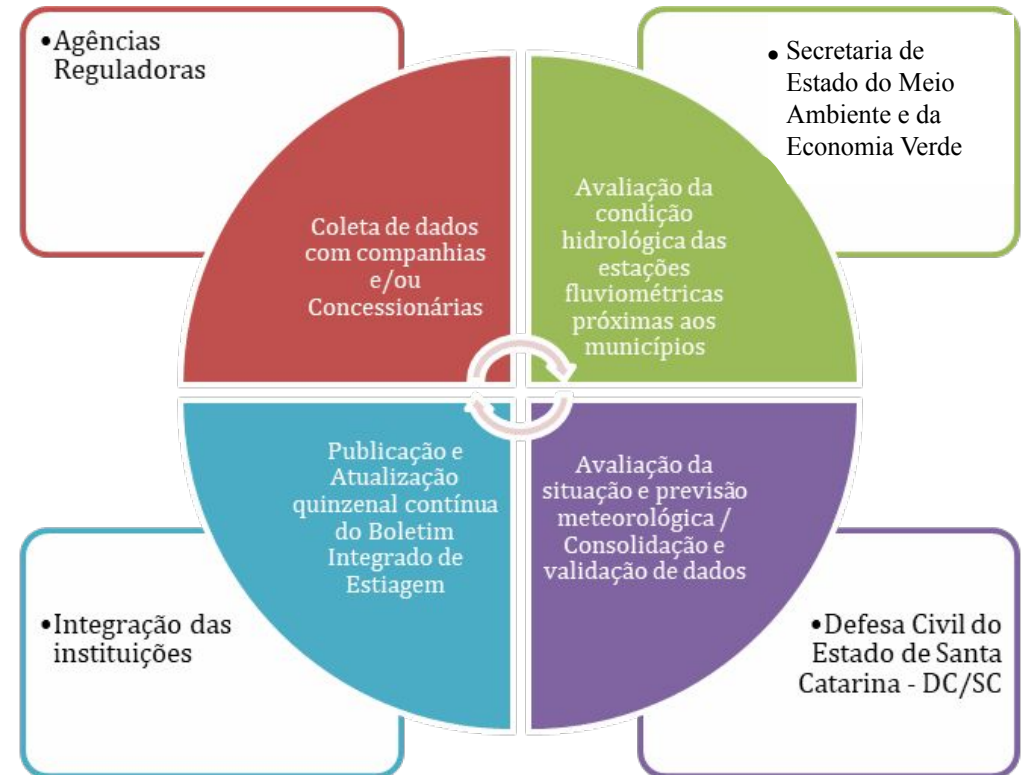 •Agências
Reguladoras
• Secretaria de
Estado do Meio
Ambiente e da
Economia Verde
Coleta de dados
com companhias
e/ou
Concessionárias
Avaliação da
condição
hidrológica das
estações
fluviométricas
próximas aos
municípios
Publicação e
Atualização
quinzenal contínua
do Boletim
Integrado de
Estiagem
Avaliação da
situação e previsão
meteorológica /
Consolidação e
validação de dados
•Integração das
instituições
•Defesa Civil do
Estado de Santa
Catarina - DC/SC